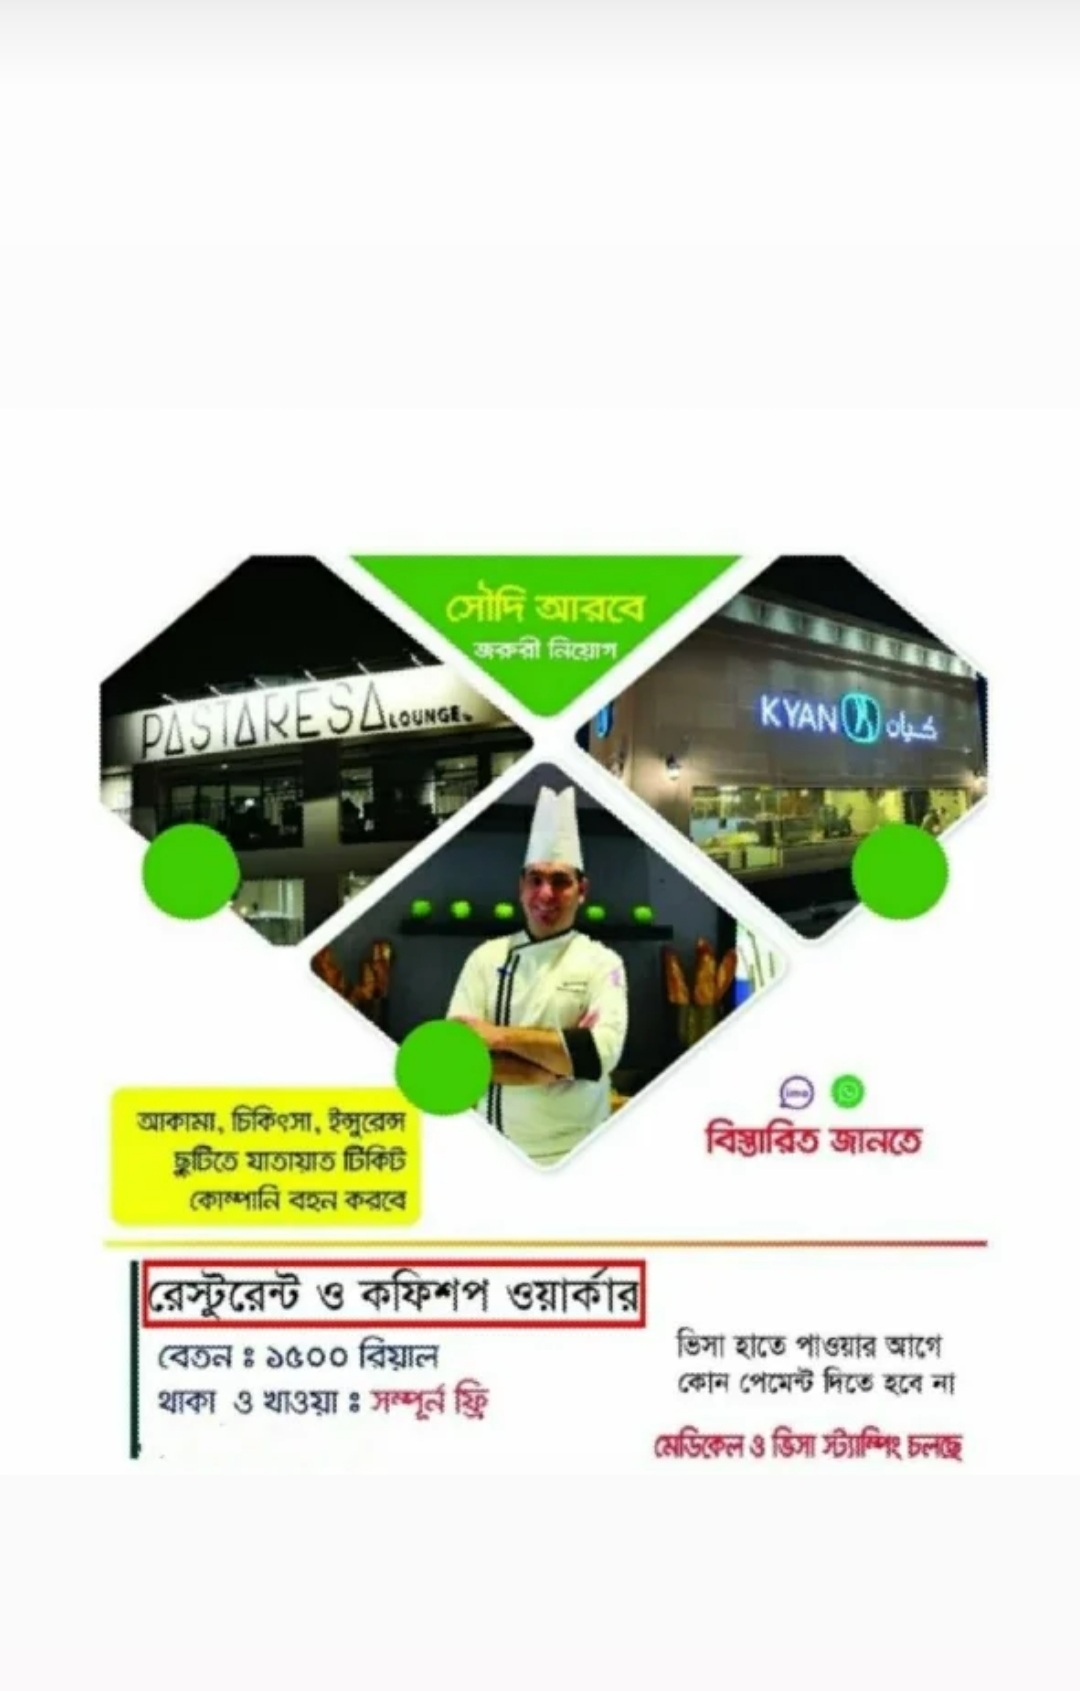 সৌদি আরবে
জরুরী নিয়োগ
PASTARESA LOUNGE
KYAN كيان
imo
আকামা, চিকিৎসা, ইন্সুরেন্স
ছুটিতে যাতায়াত টিকিট
কোম্পানি বহন করবে
বিস্তারিত জানতে
রেস্টুরেন্ট ও কফিশপ ওয়ার্কার
বেতন ঃ ১৫০০ রিয়াল
থাকা ও খাওয়া ঃ সম্পূর্ন ফ্রি
ভিসা হাতে পাওয়ার আগে
কোন পেমেন্ট দিতে হবে না
মেডিকেল ও ভিসা স্ট্যাম্পিং চলছে